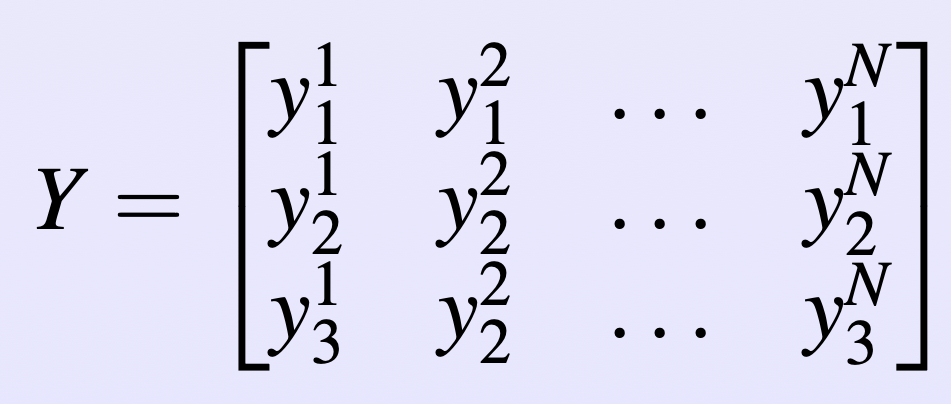 Y = [ y_1^1 y_1^2 ... y_1^N
y_2^1 y_2^2 ... y_2^N
y_3^1 y_2^2 ... y_3^N ]